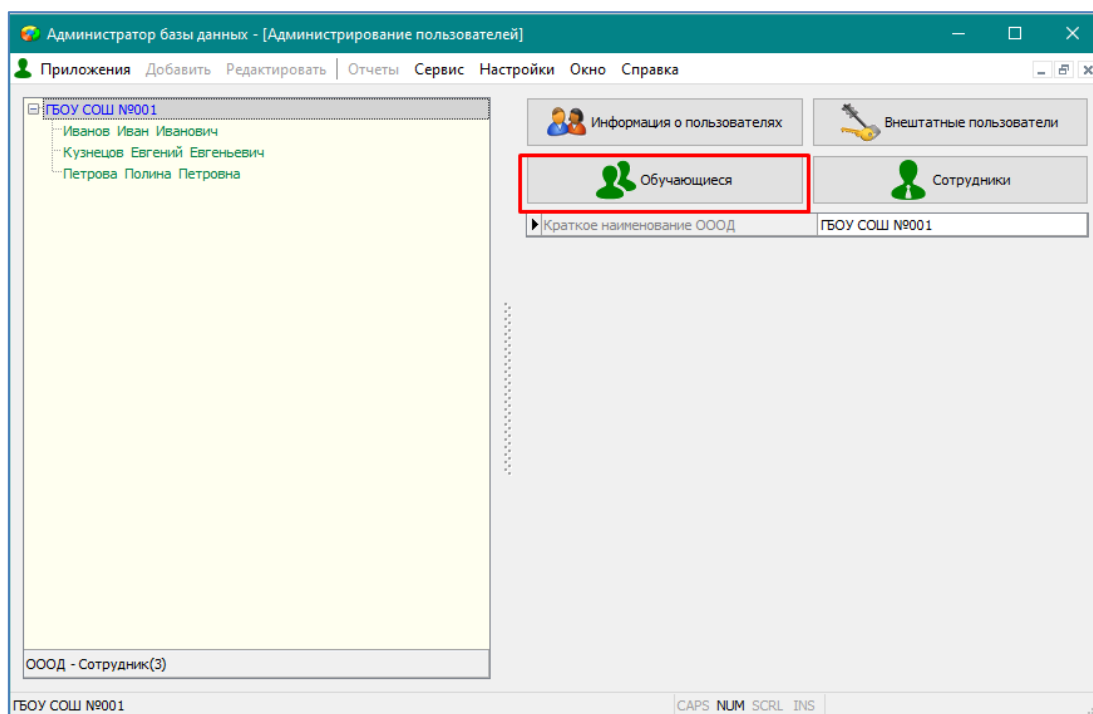 Администратор базы данных - [Администрирование пользователей]
Приложения Добавить Редактировать Отчеты Сервис Настройки Окно Справка
ГБОУ СОШ №001
Иванов Иван Иванович
Кузнецов Евгений Евгеньевич
Петрова Полина Петровна
Информация о пользователях
Внештатные пользователи
Обучающиеся
Сотрудники
Краткое наименование ОООД ГБОУ СОШ №001
ОООД - Сотрудник(3)
ГБОУ СОШ №001 CAPS NUM SCRL INS